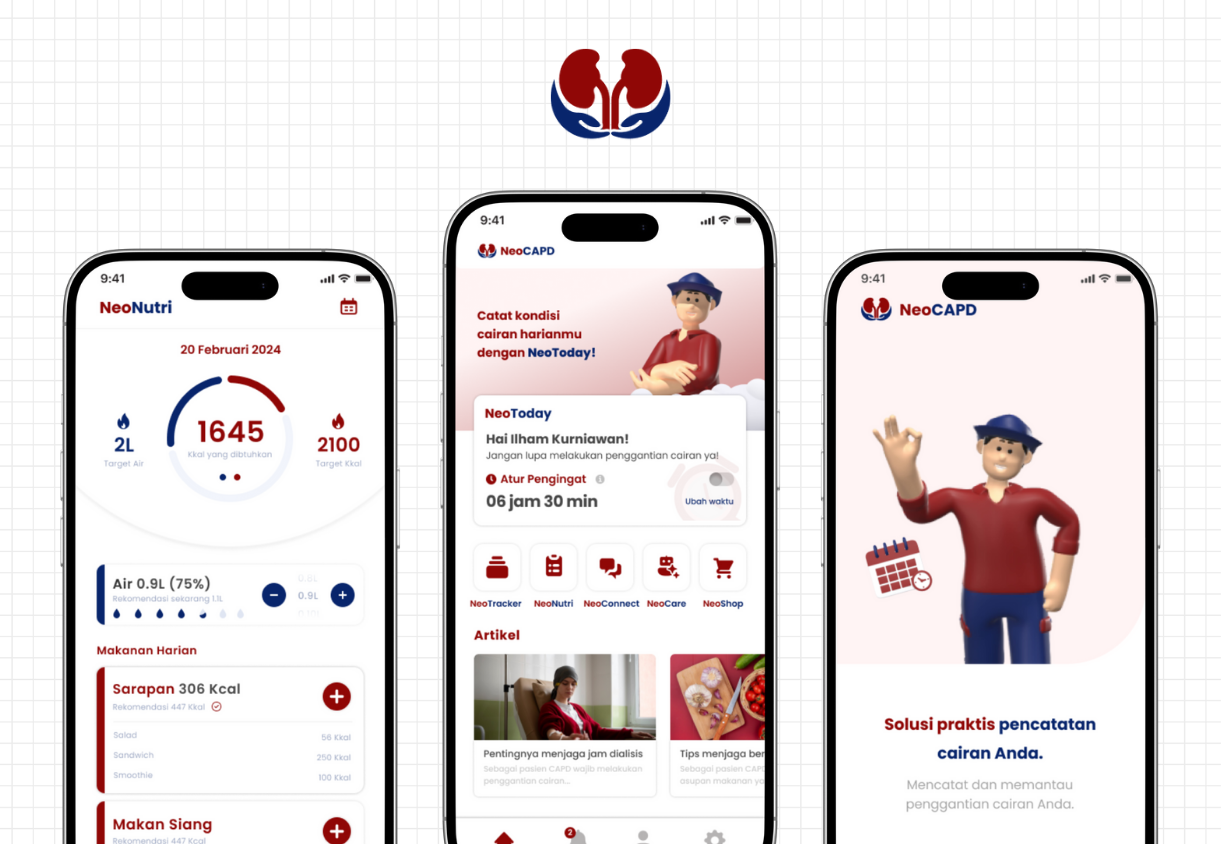 9:41
NeoNutri
20 Februari 2024
2L
Target Air
1645
Kkal yang dibtuhkan
2100
Target Kkal
Air 0.9L (75%)
Rekomendasi sekarang 1.1L
0.8L
0.9L
0.10L
Makanan Harian
Sarapan 306 Kcal
Rekomendasi 447 Kkal
Salad 56 Kkal
Sandwich 250 Kkal
Smoothie 100 Kkal
Makan Siang
Rekomendasi 447 Kcal
9:41
NeoCAPD
Catat kondisi
cairan harianmu
dengan NeoToday!
NeoToday
Hai Ilham Kurniawan!
Jangan lupa melakukan penggantian cairan ya!
Atur Pengingat
06 jam 30 min
Ubah waktu
NeoTracker NeoNutri NeoConnect NeoCare NeoShop
Artikel
Pentingnya menjaga jam dialisis
Sebagai pasien CAPD wajib melakukan
penggantian cairan...
Tips menjaga ber
Sebagai pasien CAPD
asupan makanan ya
2
9:41
NeoCAPD
Solusi praktis pencatatan
cairan Anda.
Mencatat dan memantau
penggantian cairan Anda.